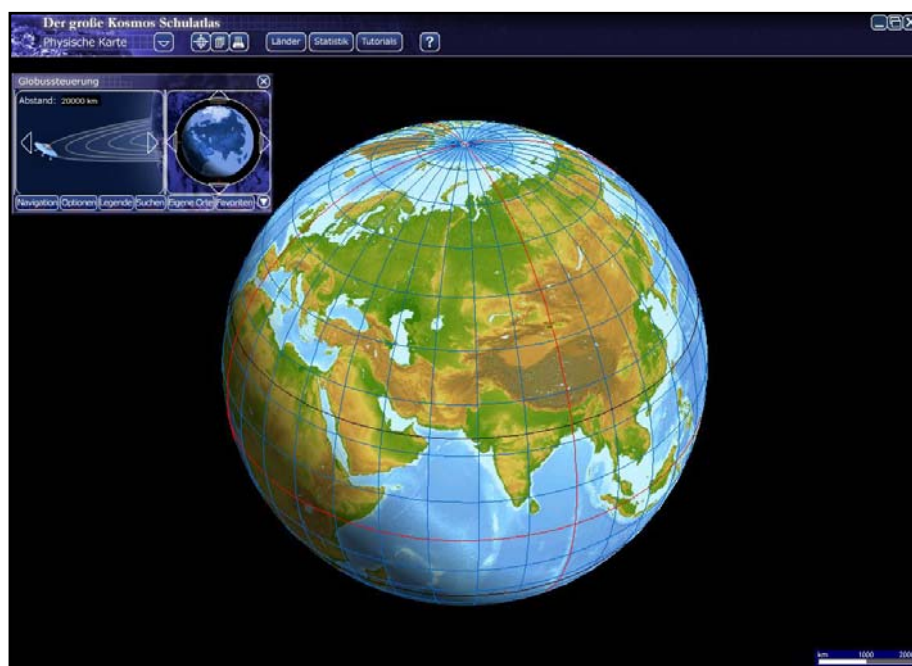 Der große Kosmos Schulatlas
Physische Karte
Länder Statistik Tutorials ?
Globussteuerung
Abstand: 20000 km
Navigation Optionen Legende Suchen Eigene Orte Favoriten
km 1000 2000